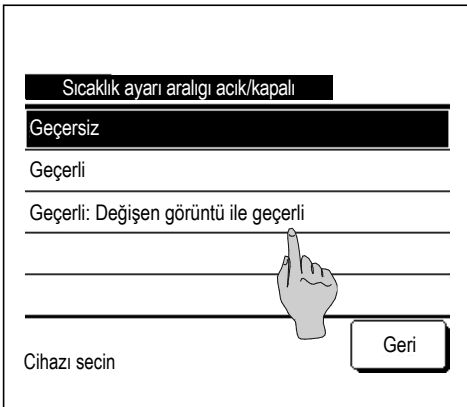 Sıcaklık ayarı aralıgı acık/kapalı
Geçersiz
Geçerli
Geçerli: Değişen görüntü ile geçerli
Cihazı secin
Geri